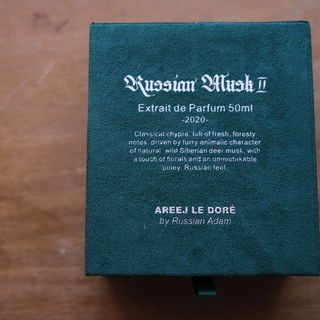 Russian Musk II
Extrait de Parfum 50ml
-2020-
Classical chypre, full of fresh, foresty
notes, driven by furry animalic character
of natural, wild Siberian deer musk, with
a touch of florals and an unmistakable
piney, Russian feel.
AREEJ LE DORÉ
by Russian Adam